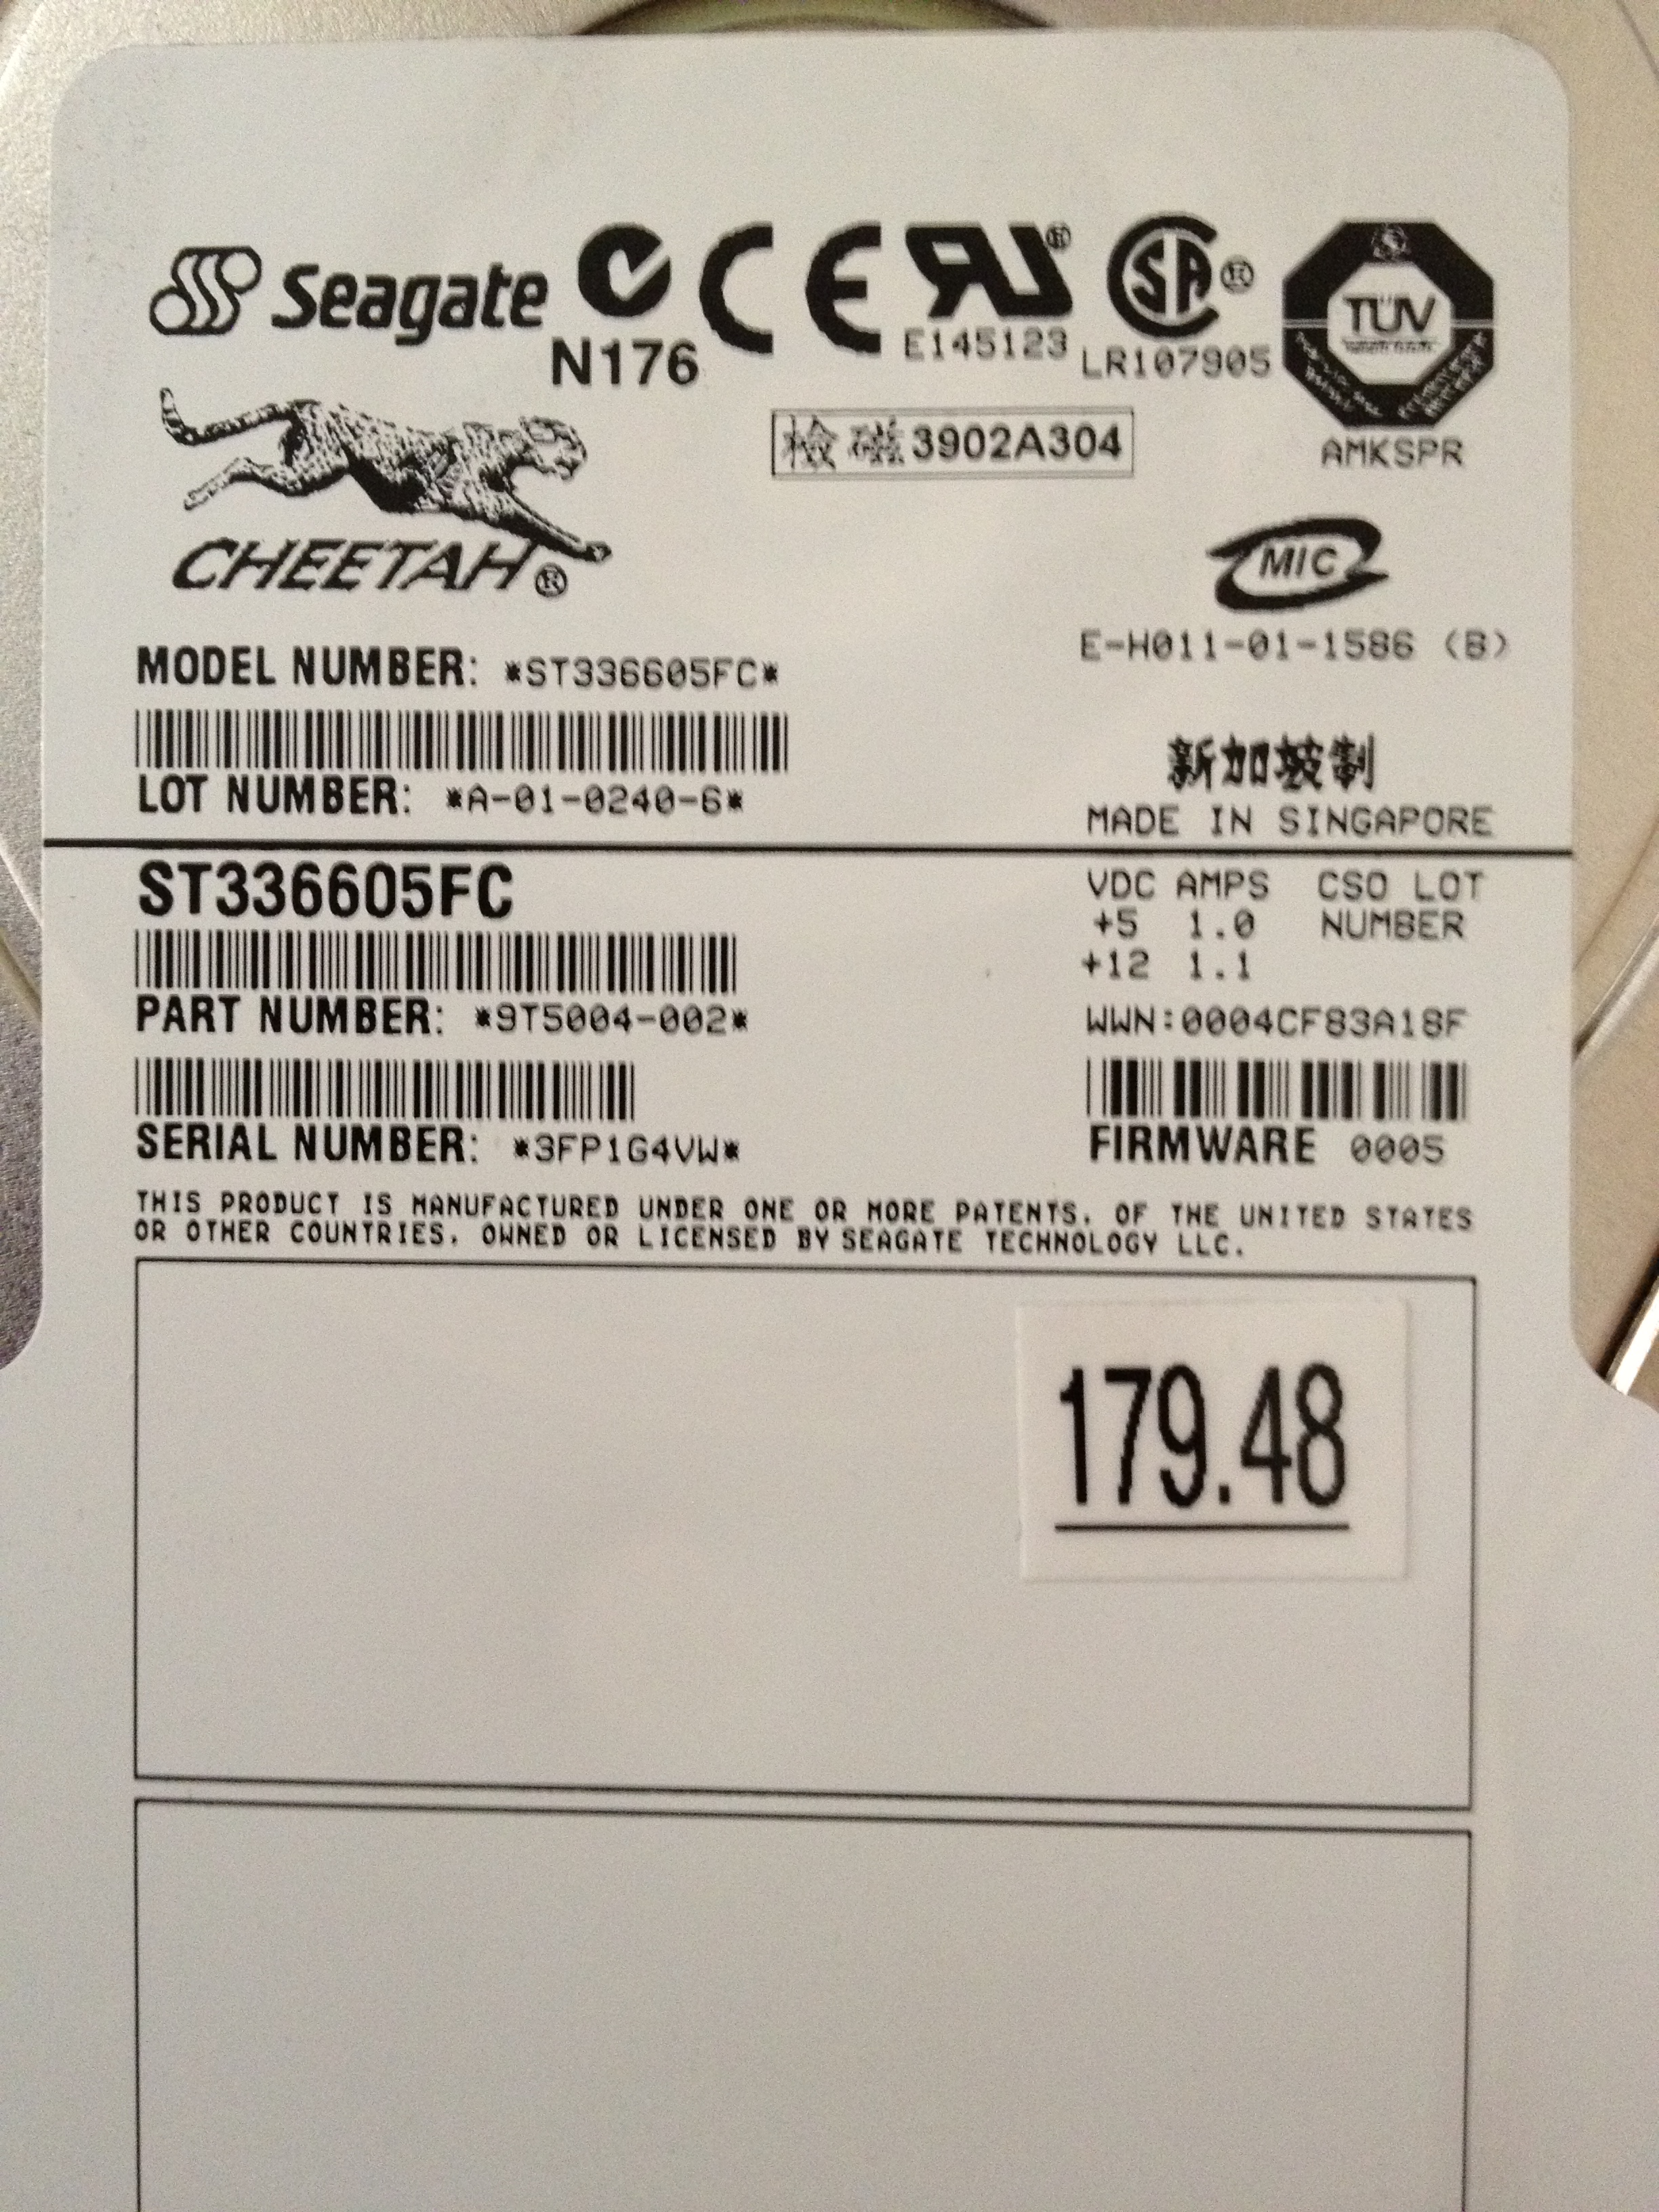 Seagate
N176
E145123
LR107905
TÜV
AMKSPR
檢磁3902A304
CHEETAH®
MIC
E-H011-01-1586 (B)
MODEL NUMBER: *ST336605FC*
LOT NUMBER: *A-01-0240-6*
新加坡制
MADE IN SINGAPORE
ST336605FC
VDC AMPS CSO LOT
+5 1.0 NUMBER
+12 1.1
PART NUMBER: *9T5004-002*
WWN:0004CF83A18F
SERIAL NUMBER: *3FP1G4VW*
FIRMWARE 0005
THIS PRODUCT IS MANUFACTURED UNDER ONE OR MORE PATENTS, OF THE UNITED STATES
OR OTHER COUNTRIES, OWNED OR LICENSED BY SEAGATE TECHNOLOGY LLC.
179.48